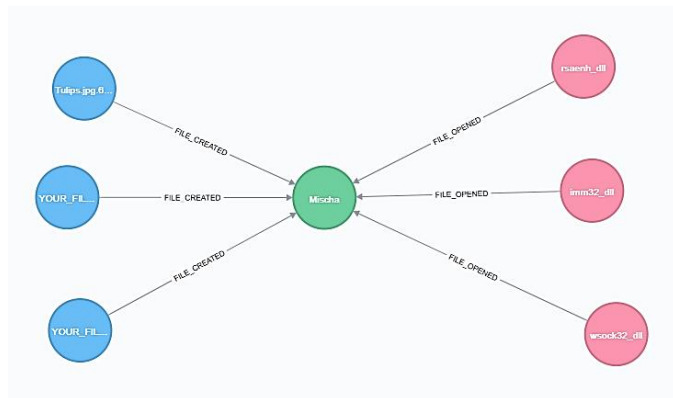 Tulips.jpg.6...
rsaenh_dll
FILE_CREATED
FILE_OPENED
YOUR_FIL...
FILE_CREATED
Mischa
FILE_OPENED
imm32_dll
FILE_CREATED
FILE_OPENED
YOUR_FIL...
wsock32_dll